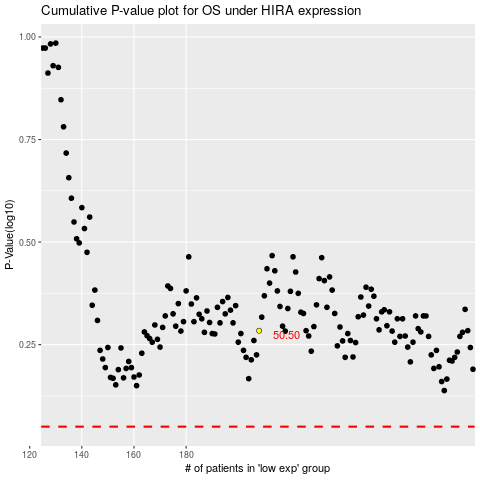 Cumulative P-value plot for OS under HIRA expression
1.00
0.75
0.50
0.25
P-Value(log10)
50:50
120 140 160 180
# of patients in 'low exp' group